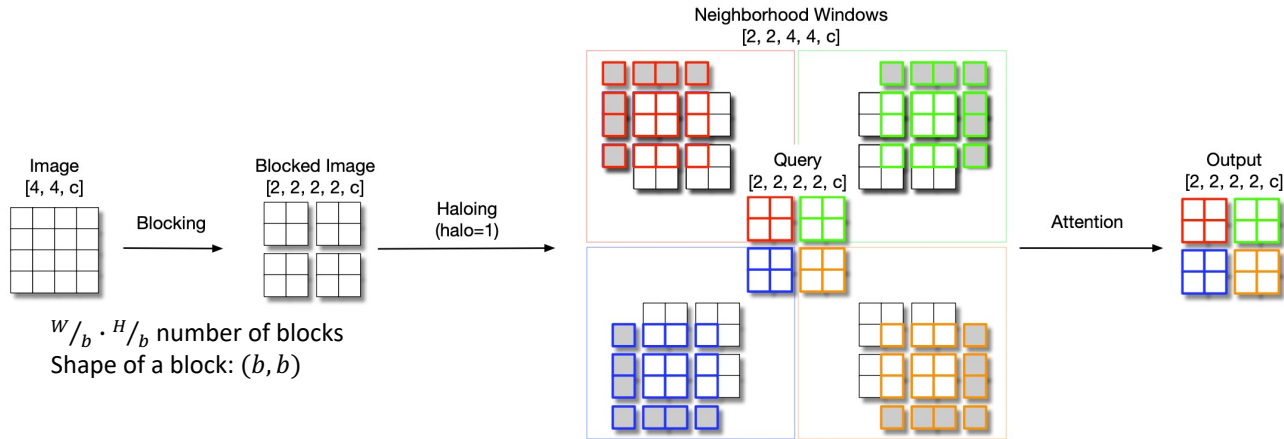 Neighborhood Windows
[2, 2, 4, 4, c]
Image
[4, 4, c]
Blocking
Blocked Image
[2, 2, 2, 2, c]
Haloing
(halo=1)
Query
[2, 2, 2, 2, c]
Attention
Output
[2, 2, 2, 2, c]
W/b · H/b number of blocks
Shape of a block: (b, b)